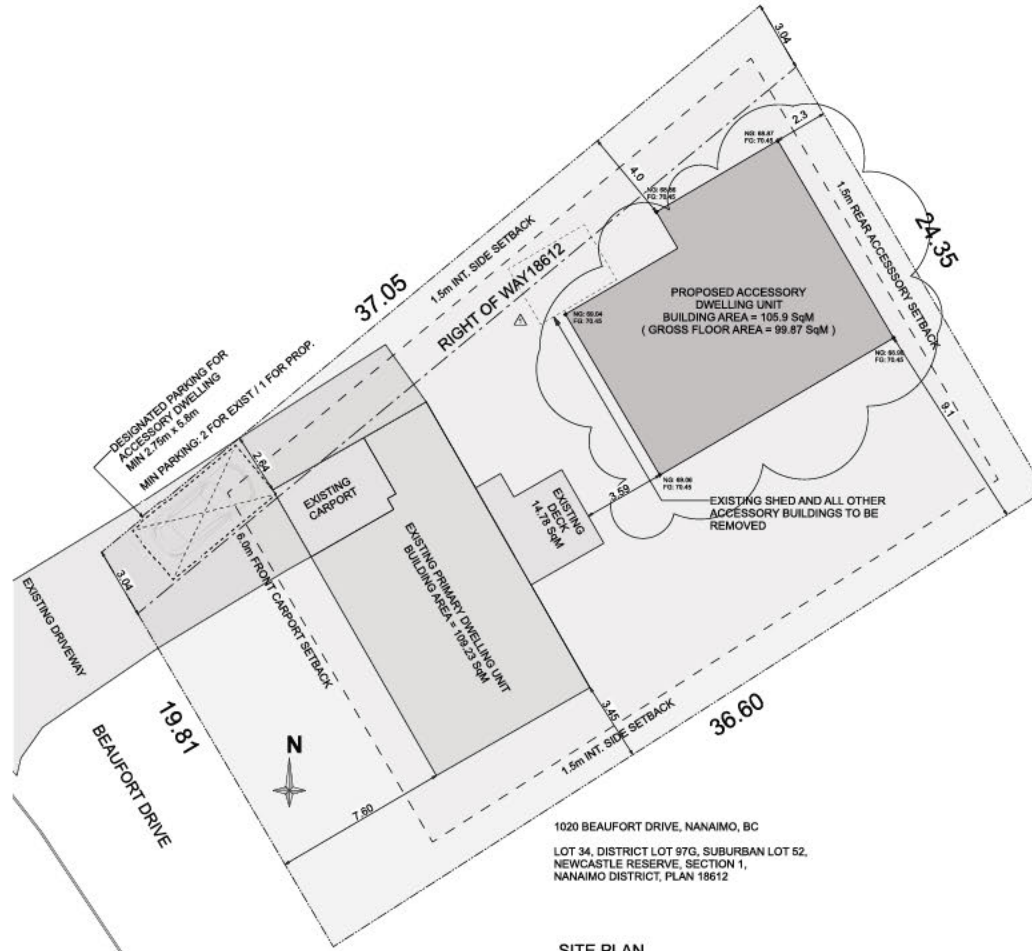 3.04
2.3
NG: 68.87
FG: 70.45
4.0
NG: 68.86
FG: 70.45
1.5m REAR ACCESSSORY SETBACK
24.35
1.5m INT. SIDE SETBACK
37.05
RIGHT OF WAY18612
PROPOSED ACCESSORY
DWELLING UNIT
BUILDING AREA = 105.9 SqM
( GROSS FLOOR AREA = 99.87 SqM )
NG: 69.04
FG: 70.45
FG: 70.45
9.1
DESIGNATED PARKING FOR
ACCESSORY DWELLING
MIN 2.75m x 5.8m
MIN PARKING: 2 FOR EXIST / 1 FOR PROP.
2.64
EXISTING
CARPORT
NG: 69.06
FG: 70.45
3.59
EXISTING
DECK
14.78 SqM
EXISTING SHED AND ALL OTHER
ACCESSORY BUILDINGS TO BE
REMOVED
6.0m FRONT CARPORT SETBACK
EXISTING PRIMARY DWELLING UNIT
BUILDING AREA = 109.23 SqM
3.04
EXISTING DRIVEWAY
19.81
BEAUFORT DRIVE
N
3.45
36.60
1.5m INT. SIDE SETBACK
7.60
1020 BEAUFORT DRIVE, NANAIMO, BC
LOT 34, DISTRICT LOT 97G, SUBURBAN LOT 52,
NEWCASTLE RESERVE, SECTION 1,
NANAIMO DISTRICT, PLAN 18612
SITE PLAN